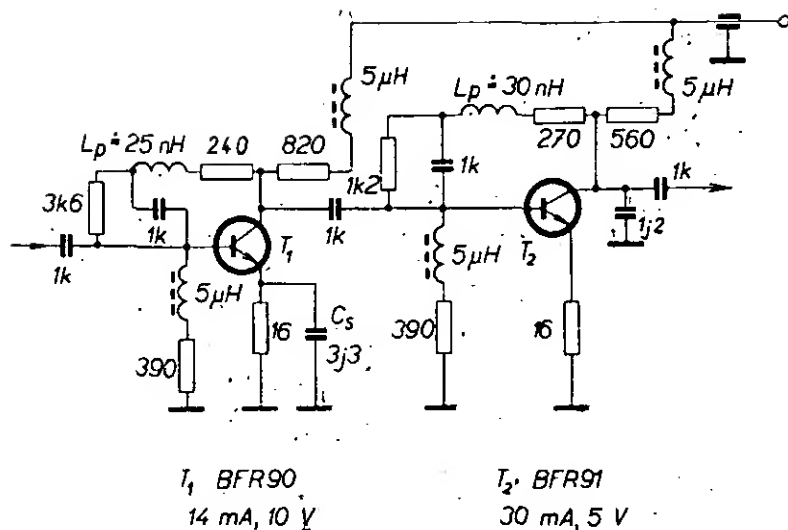 5µH
5µH
Lp ≐ 30 nH
Lp ≐ 25 nH
240
820
270
560
1k2
1k
1k
3k6
1k
1k
1k
T1
T2
1j2
5µH
5µH
390
16
Cs
3j3
390
16
T1 BFR90
14 mA, 10 V
T2 BFR91
30 mA, 5 V